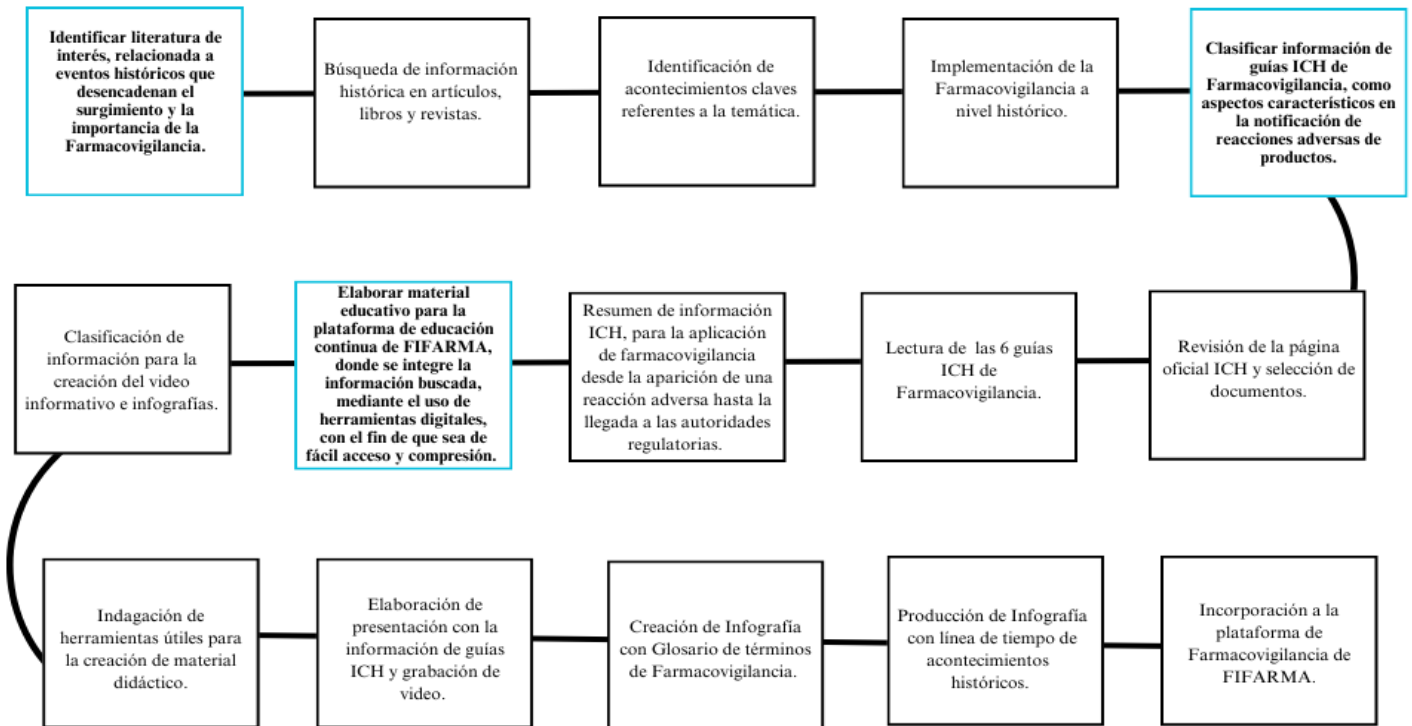 Identificar literatura de
interés, relacionada a
eventos históricos que
desencadenan el
surgimiento y la
importancia de la
Farmacovigilancia.
Búsqueda de información
histórica en artículos,
libros y revistas.
Identificación de
acontecimientos claves
referentes a la temática.
Implementación de la
Farmacovigilancia a
nivel histórico.
Clasificar información de
guías ICH de
Farmacovigilancia, como
aspectos característicos en
la notificación de
reacciones adversas de
productos.
Revisión de la página
oficial ICH y selección de
documentos.
Lectura de las 6 guías
ICH de
Farmacovigilancia.
Resumen de información
ICH, para la aplicación
de farmacovigilancia
desde la aparición de una
reacción adversa hasta la
llegada a las autoridades
regulatorias.
Elaborar material
educativo para la
plataforma de educación
continua de FIFARMA,
donde se integre la
información buscada,
mediante el uso de
herramientas digitales,
con el fin de que sea de
fácil acceso y compresión.
Clasificación de
información para la
creación del video
informativo e infografías.
Indagación de
herramientas útiles para
la creación de material
didáctico.
Elaboración de
presentación con la
información de guías
ICH y grabación de
video.
Creación de Infografía
con Glosario de términos
de Farmacovigilancia.
Producción de Infografía
con línea de tiempo de
acontecimientos
históricos.
Incorporación a la
plataforma de
Farmacovigilancia de
FIFARMA.